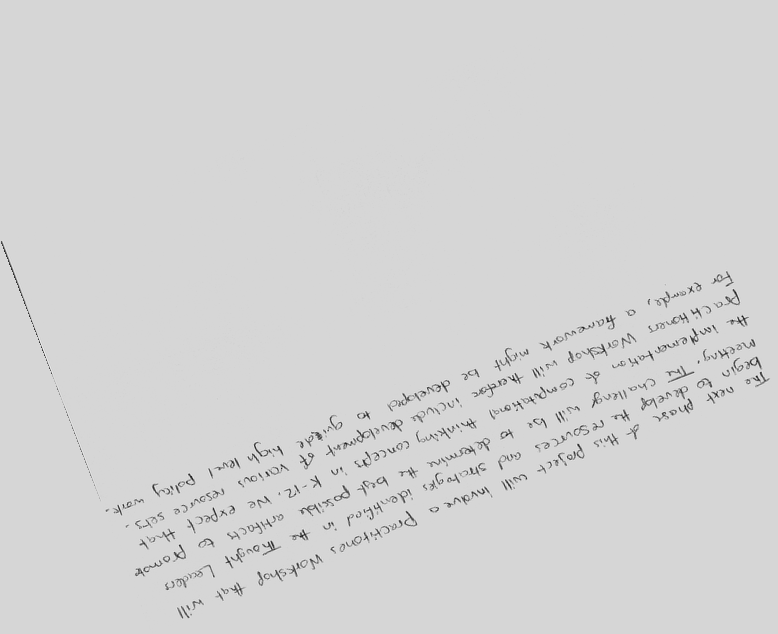 The next phase of this project will involve a Practitones Workshop that will
begin to develop the resources and strategies identified in the Thought Leaders
meeting. The challeng will be to determine the best possible artifacts to promote
the implementation of computational thinking concepts in K-12. We expect that
Practitioners Workshop will therefor include development of various resource sets.
For example, a framework might be developed to guide high level policy work.